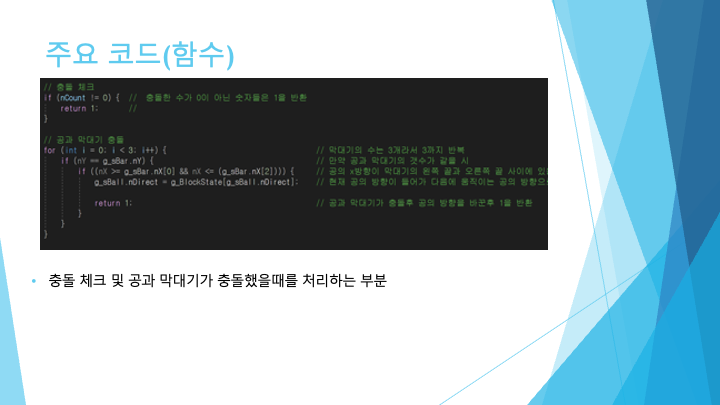 주요 코드(함수)
// 충돌 체크
if (nCount != 0) { // 충돌한 수가 0이 아닌 숫자들은 1을 반환
return 1; //
}
// 공과 막대기 충돌
for (int i = 0; i < 3; i++) { // 막대기의 수는 3개라서 3까지 반복
if (nY == g_sBar.nY) { // 만약 공과 막대기의 갯수가 같을 시
if ((nX >= g_sBar.nX[0] && nX <= (g_sBar.nX[2]))) { // 공의 x방향이 막대기의 왼쪽 끝과 오른쪽 끝 사이에 있
g_sBall.nDirect = g_BlockState[g_sBall.nDirect]; // 현재 공의 방향이 들어가 다음에 움직이는 공의 방향으
return 1; // 공과 막대기가 충돌후 공의 방향을 바꾼후 1을 반환
}
}
}
• 충돌 체크 및 공과 막대기가 충돌했을때를 처리하는 부분